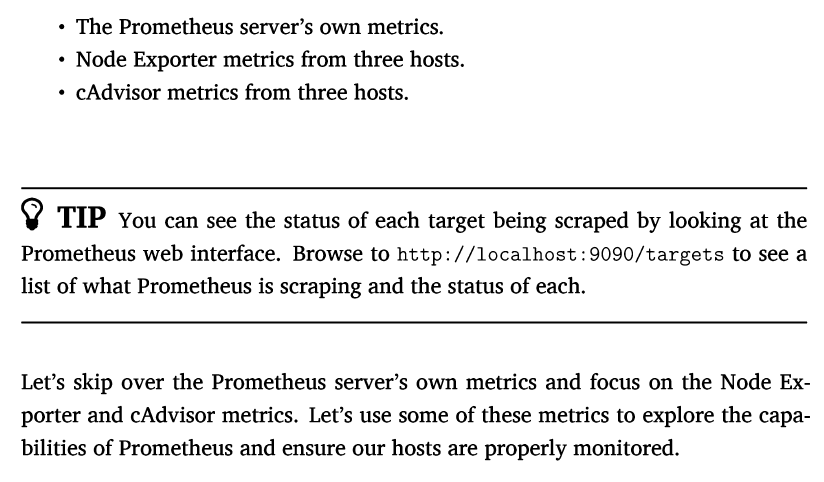 • The Prometheus server’s own metrics.
• Node Exporter metrics from three hosts.
• cAdvisor metrics from three hosts.
TIP You can see the status of each target being scraped by looking at the
Prometheus web interface. Browse to http://localhost:9090/targets to see a
list of what Prometheus is scraping and the status of each.
Let’s skip over the Prometheus server’s own metrics and focus on the Node Ex-
porter and cAdvisor metrics. Let’s use some of these metrics to explore the capa-
bilities of Prometheus and ensure our hosts are properly monitored.